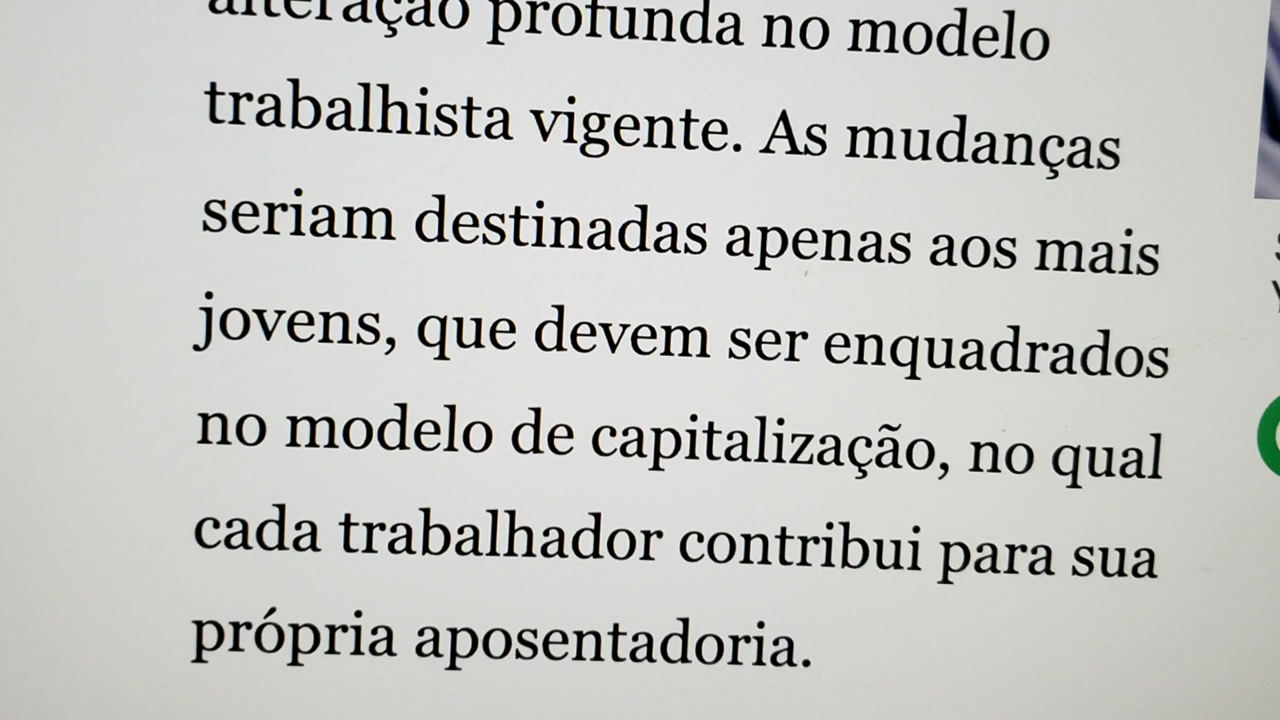 alteração profunda no modelo
trabalhista vigente. As mudanças
seriam destinadas apenas aos mais
jovens, que devem ser enquadrados
no modelo de capitalização, no qual
cada trabalhador contribui para sua
própria aposentadoria.